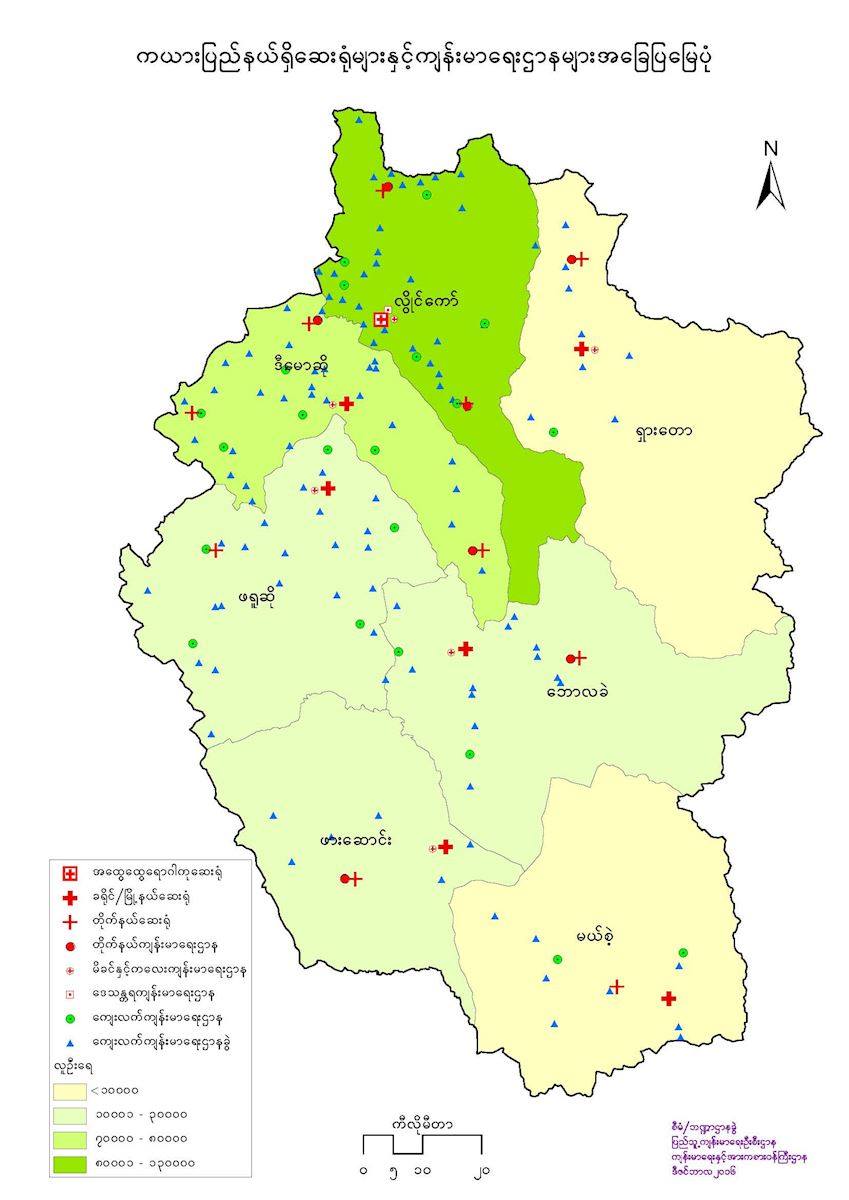 ကယားပြည်နယ်ရှိဆေးရုံများနှင့်ကျန်းမာရေးဌာနများအခြေပြမြေပုံ
N
လွိုင်ကော်
ဒီမောဆို
ရှားတော
ဖရူဆို
ဘောလခဲ
ဖားဆောင်း
မယ်စဲ့
အထွေထွေရောဂါကုဆေးရုံ
ခရိုင်/မြို့နယ်ဆေးရုံ
တိုက်နယ်ဆေးရုံ
တိုက်နယ်ကျန်းမာရေးဌာန
မိခင်နှင့်ကလေးကျန်းမာရေးဌာန
ဒေသန္တရကျန်းမာရေးဌာန
ကျေးလက်ကျန်းမာရေးဌာန
ကျေးလက်ကျန်းမာရေးဌာနခွဲ
လူဦးရေ
<၁၀၀၀၀
၁၀၀၀၁ - ၃၀၀၀၀
၇၀၀၀၀ - ၈၀၀၀၀
၈၀၀၀၁ - ၁၃၀၀၀၀
ကီလိုမီတာ
၀ ၅ ၁၀ ၂၀
စီမံ/ဘဏ္ဍာဌာနခွဲ
ပြည်သူ့ကျန်းမာရေးဦးစီးဌာန
ကျန်းမာရေးနှင့်အားကစားဝန်ကြီးဌာန
ဒီဇင်ဘာလ၂၀၁၆